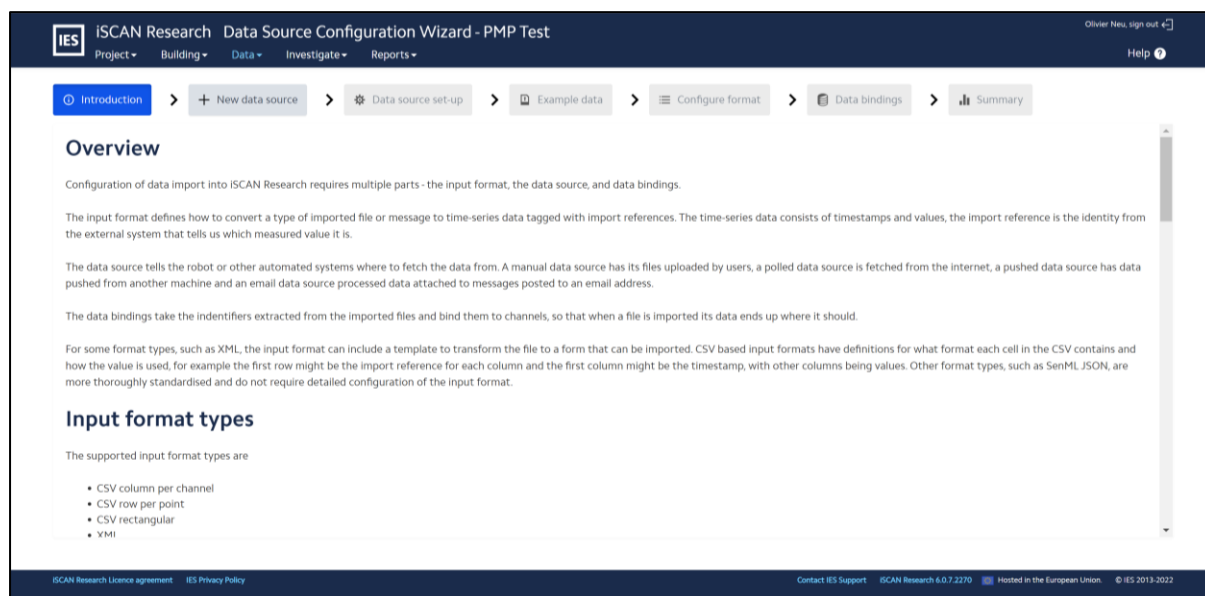 IES
iSCAN Research Data Source Configuration Wizard - PMP Test
Olivier Neu, sign out
Project Building Data Investigate Reports
Help ?
Introduction > + New data source > Data source set-up > Example data > Configure format > Data bindings > Summary
Overview
Configuration of data import into iSCAN Research requires multiple parts - the input format, the data source, and data bindings.
The input format defines how to convert a type of imported file or message to time-series data tagged with import references. The time-series data consists of timestamps and values, the import reference is the identity from
the external system that tells us which measured value it is.
The data source tells the robot or other automated systems where to fetch the data from. A manual data source has its files uploaded by users, a polled data source is fetched from the internet, a pushed data source has data
pushed from another machine and an email data source processed data attached to messages posted to an email address.
The data bindings take the indentifiers extracted from the imported files and bind them to channels, so that when a file is imported its data ends up where it should.
For some format types, such as XML, the input format can include a template to transform the file to a form that can be imported. CSV based input formats have definitions for what format each cell in the CSV contains and
how the value is used, for example the first row might be the import reference for each column and the first column might be the timestamp, with other columns being values. Other format types, such as SenML JSON, are
more thoroughly standardised and do not require detailed configuration of the input format.
Input format types
The supported input format types are
• CSV column per channel
• CSV row per point
• CSV rectangular
• XML
iSCAN Research Licence agreement IES Privacy Policy
Contact IES Support iSCAN Research 6.0.7.2270 Hosted in the European Union. © IES 2013-2022